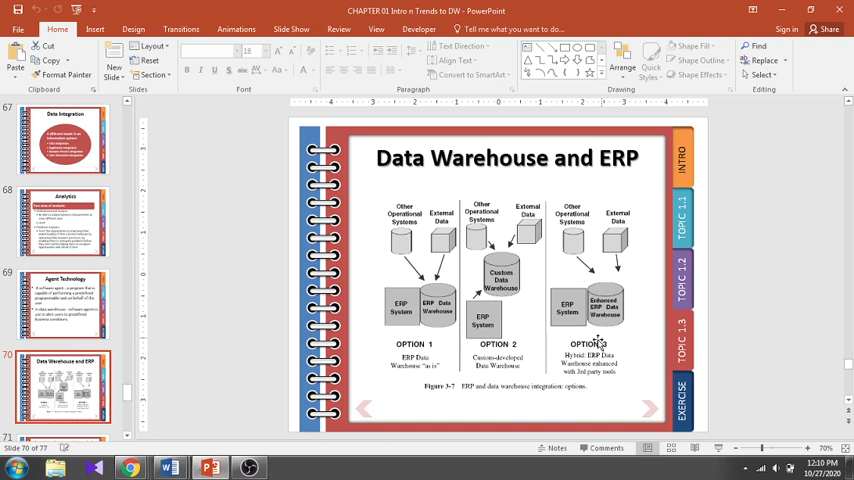 CHAPTER 01 Intro n Trends to DW - PowerPoint
File Home Insert Design Transitions Animations Slide Show Review View Developer Tell me what you want to do... Sign in Share
Cut
Copy
Format Painter
Paste
Clipboard
New
Slide
Layout
Reset
Section
Slides
18
Font
Text Direction
Align Text
Convert to SmartArt
Paragraph
Arrange
Quick
Styles
Shape Fill
Shape Outline
Shape Effects
Drawing
Find
Replace
Select
Editing
67
Data Integration
68
Analytics
69
Agent Technology
70
Data Warehouse and ERP
71
Data Warehouse and ERP
Other
Operational
Systems
External
Data
ERP
System
ERP Data
Warehouse
OPTION 1
ERP Data
Warehouse "as is"
Other
Operational
Systems
External
Data
Custom
Data
Warehouse
ERP
System
OPTION 2
Custom-developed
Data Warehouse
Other
Operational
Systems
External
Data
ERP
System
Enhanced
ERP Data
Warehouse
OPTION 3
Hybrid: ERP Data
Warehouse enhanced
with 3rd party tools
Figure 3-7 ERP and data warehouse integration: options.
INTRO
TOPIC 1.1
TOPIC 1.2
TOPIC 1.3
EXERCISE
Slide 70 of 77
Notes Comments 70%
12:10 PM
10/27/2020